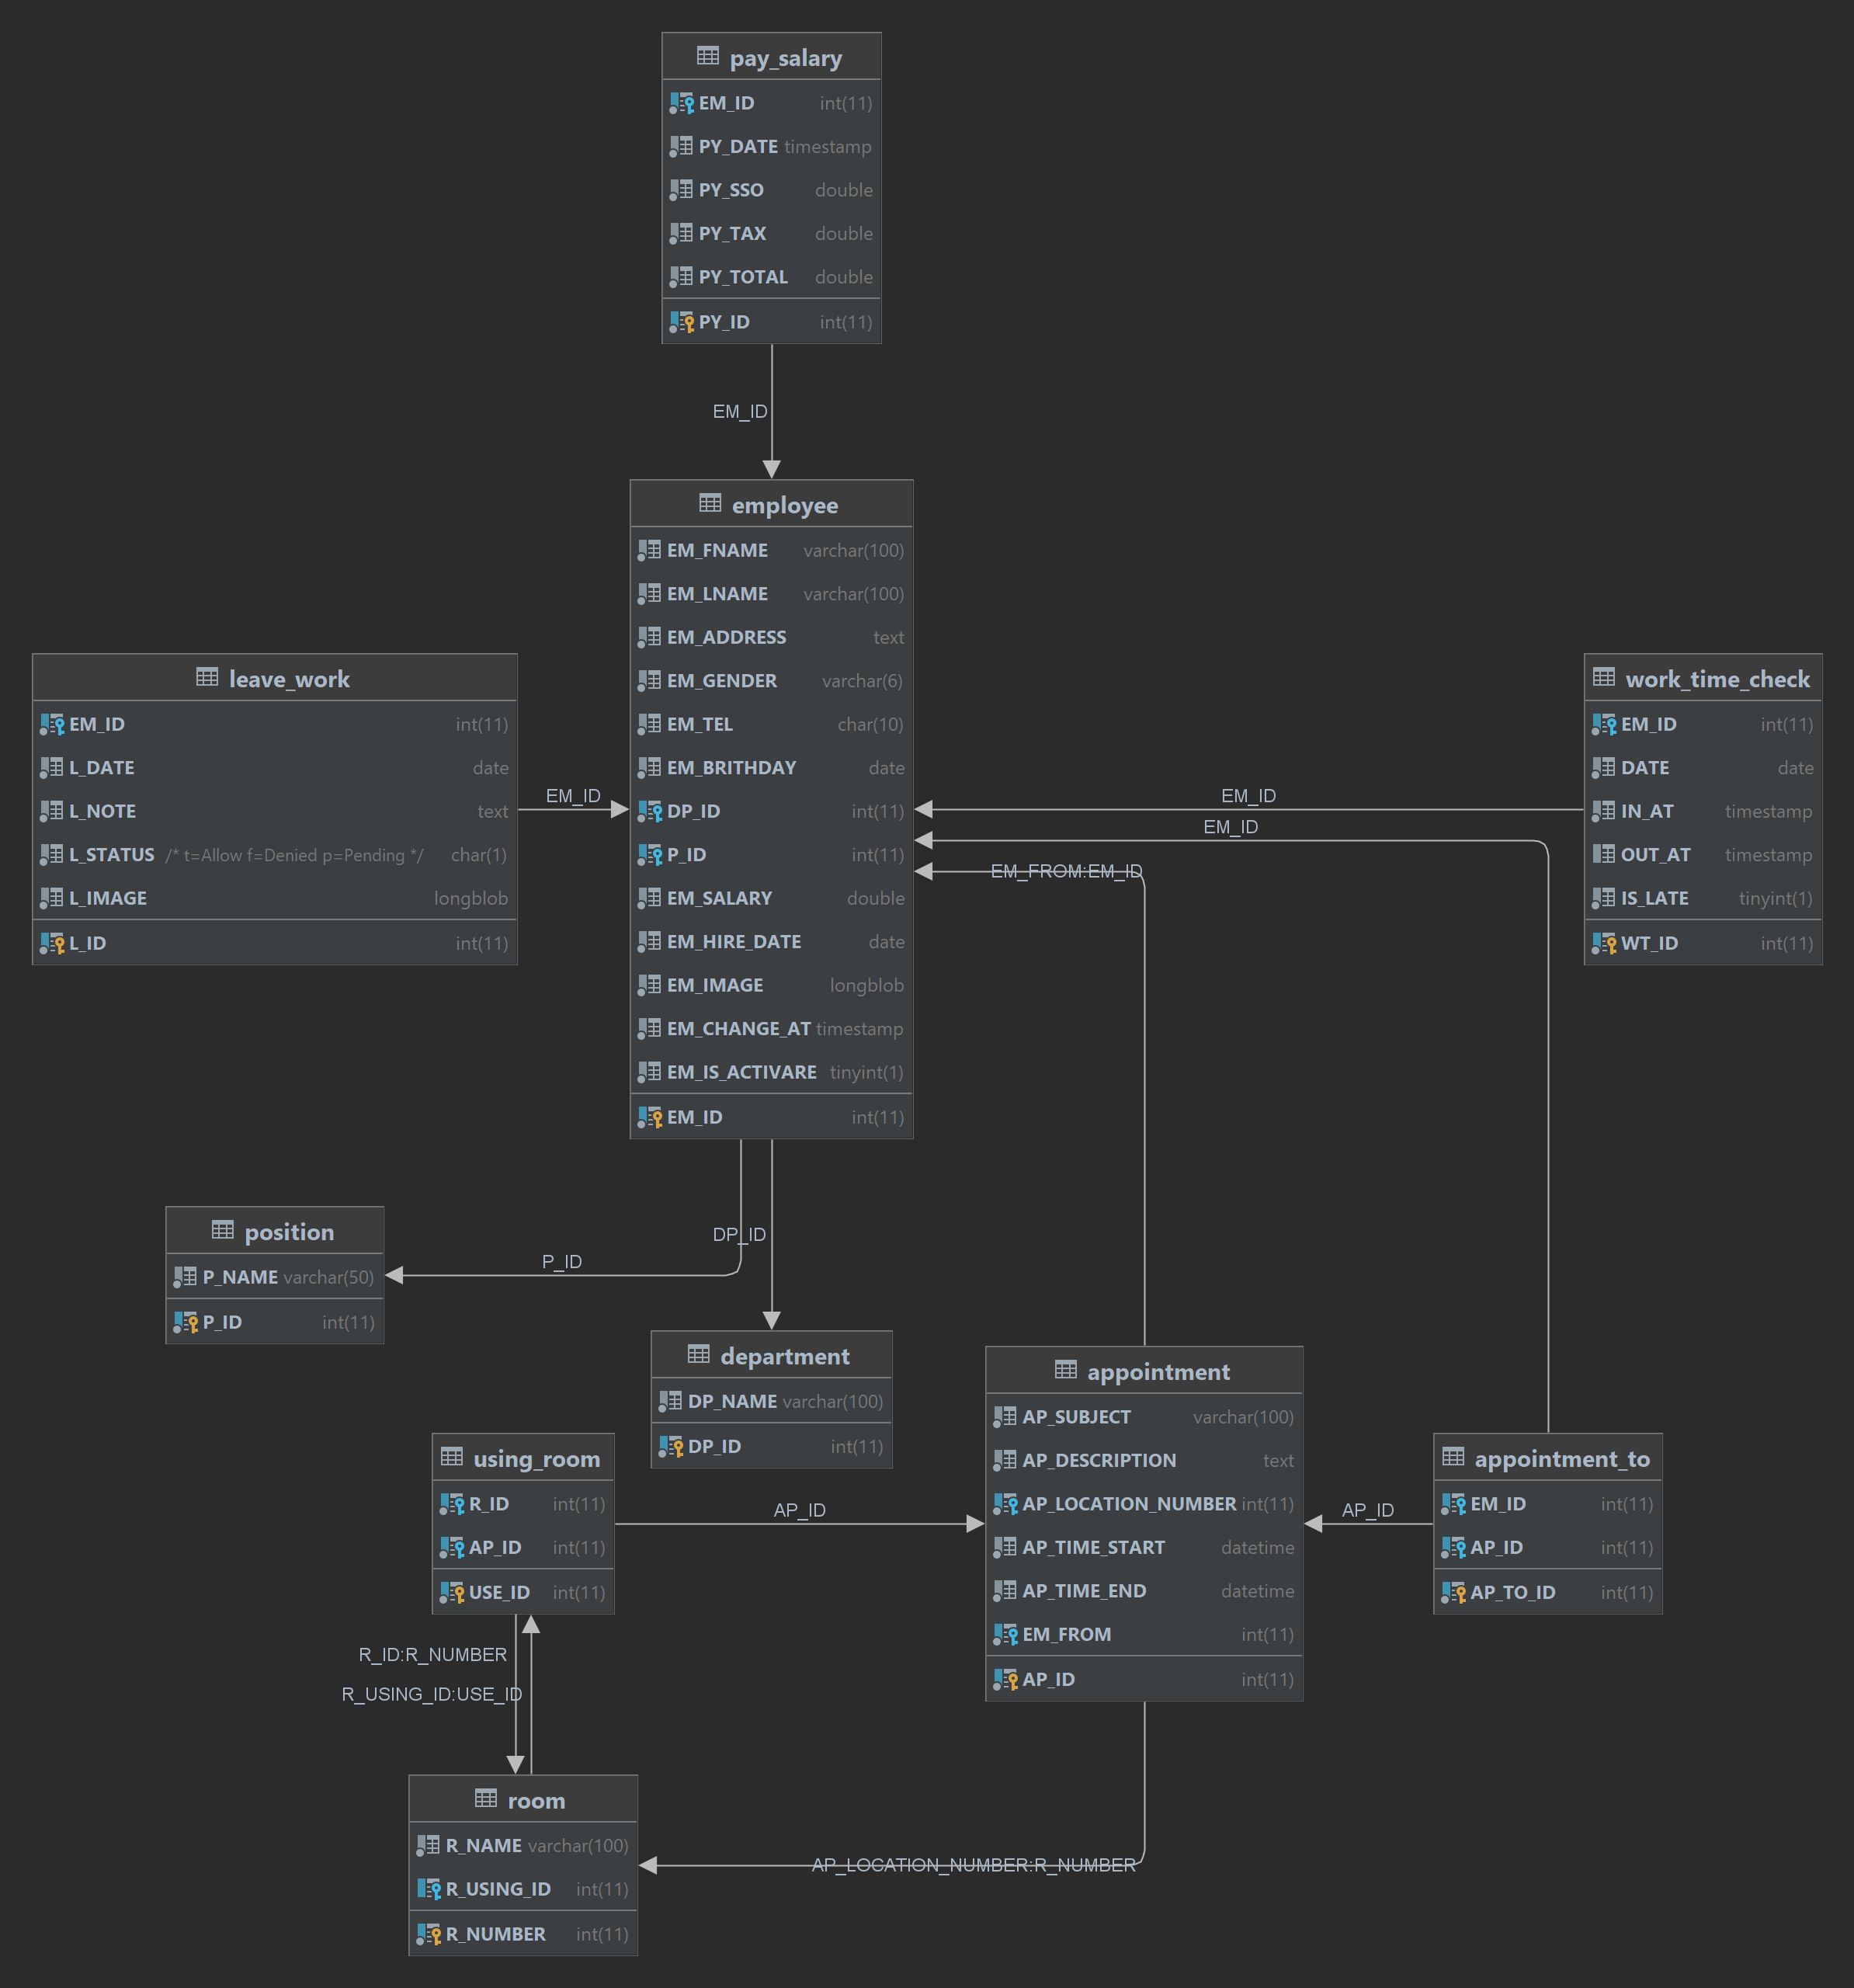 pay_salary
EM_ID int(11)
PY_DATE timestamp
PY_SSO double
PY_TAX double
PY_TOTAL double
PY_ID int(11)
EM_ID
employee
EM_FNAME varchar(100)
EM_LNAME varchar(100)
EM_ADDRESS text
EM_GENDER varchar(6)
EM_TEL char(10)
EM_BRITHDAY date
DP_ID int(11)
P_ID int(11)
EM_SALARY double
EM_HIRE_DATE date
EM_IMAGE longblob
EM_CHANGE_AT timestamp
EM_IS_ACTIVARE tinyint(1)
EM_ID int(11)
leave_work
EM_ID int(11)
L_DATE date
L_NOTE text
L_STATUS /* t=Allow f=Denied p=Pending */ char(1)
L_IMAGE longblob
L_ID int(11)
EM_ID
work_time_check
EM_ID int(11)
DATE date
IN_AT timestamp
OUT_AT timestamp
IS_LATE tinyint(1)
WT_ID int(11)
EM_ID
EM_ID
EM_FROM:EM_ID
position
P_NAME varchar(50)
P_ID int(11)
P_ID
DP_ID
department
DP_NAME varchar(100)
DP_ID int(11)
appointment
AP_SUBJECT varchar(100)
AP_DESCRIPTION text
AP_LOCATION_NUMBER int(11)
AP_TIME_START datetime
AP_TIME_END datetime
EM_FROM int(11)
AP_ID int(11)
using_room
R_ID int(11)
AP_ID int(11)
USE_ID int(11)
AP_ID
appointment_to
EM_ID int(11)
AP_ID int(11)
AP_TO_ID int(11)
AP_ID
R_ID:R_NUMBER
R_USING_ID:USE_ID
room
R_NAME varchar(100)
R_USING_ID int(11)
R_NUMBER int(11)
AP_LOCATION_NUMBER:R_NUMBER